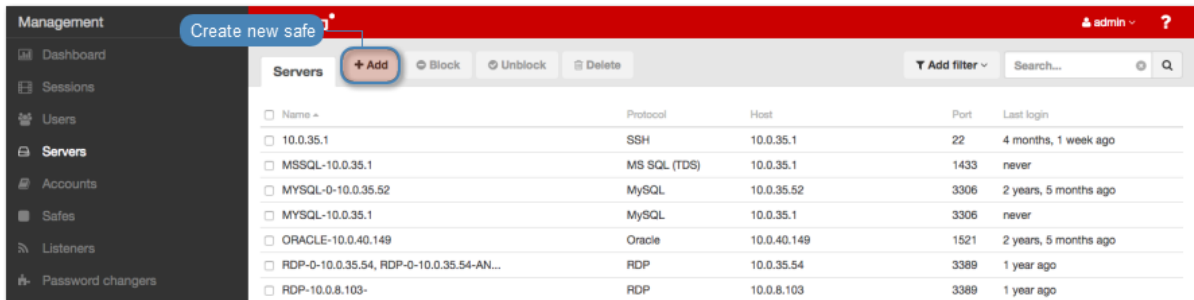 Management
Create new safe
admin
?
Dashboard
Sessions
Users
Servers
Accounts
Safes
Listeners
Password changers
Servers
+ Add
Block
Unblock
Delete
Add filter
Search...
Name Protocol Host Port Last login
10.0.35.1 SSH 10.0.35.1 22 4 months, 1 week ago
MSSQL-10.0.35.1 MS SQL (TDS) 10.0.35.1 1433 never
MYSQL-0-10.0.35.52 MySQL 10.0.35.52 3306 2 years, 5 months ago
MYSQL-10.0.35.1 MySQL 10.0.35.1 3306 never
ORACLE-10.0.40.149 Oracle 10.0.40.149 1521 2 years, 5 months ago
RDP-0-10.0.35.54, RDP-0-10.0.35.54-AN... RDP 10.0.35.54 3389 1 year ago
RDP-10.0.8.103- RDP 10.0.8.103 3389 1 year ago